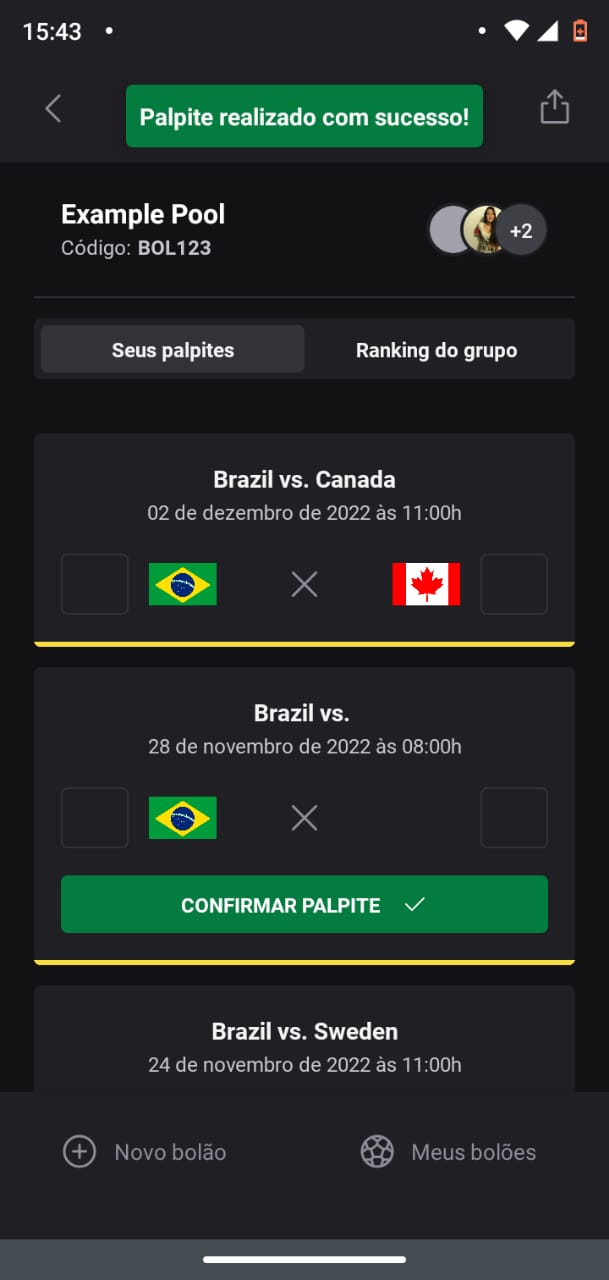 15:43
Palpite realizado com sucesso!
Example Pool
Código: BOL123
+2
Seus palpites
Ranking do grupo
Brazil vs. Canada
02 de dezembro de 2022 às 11:00h
Brazil vs.
28 de novembro de 2022 às 08:00h
CONFIRMAR PALPITE
Brazil vs. Sweden
24 de novembro de 2022 às 11:00h
Novo bolão
Meus bolões